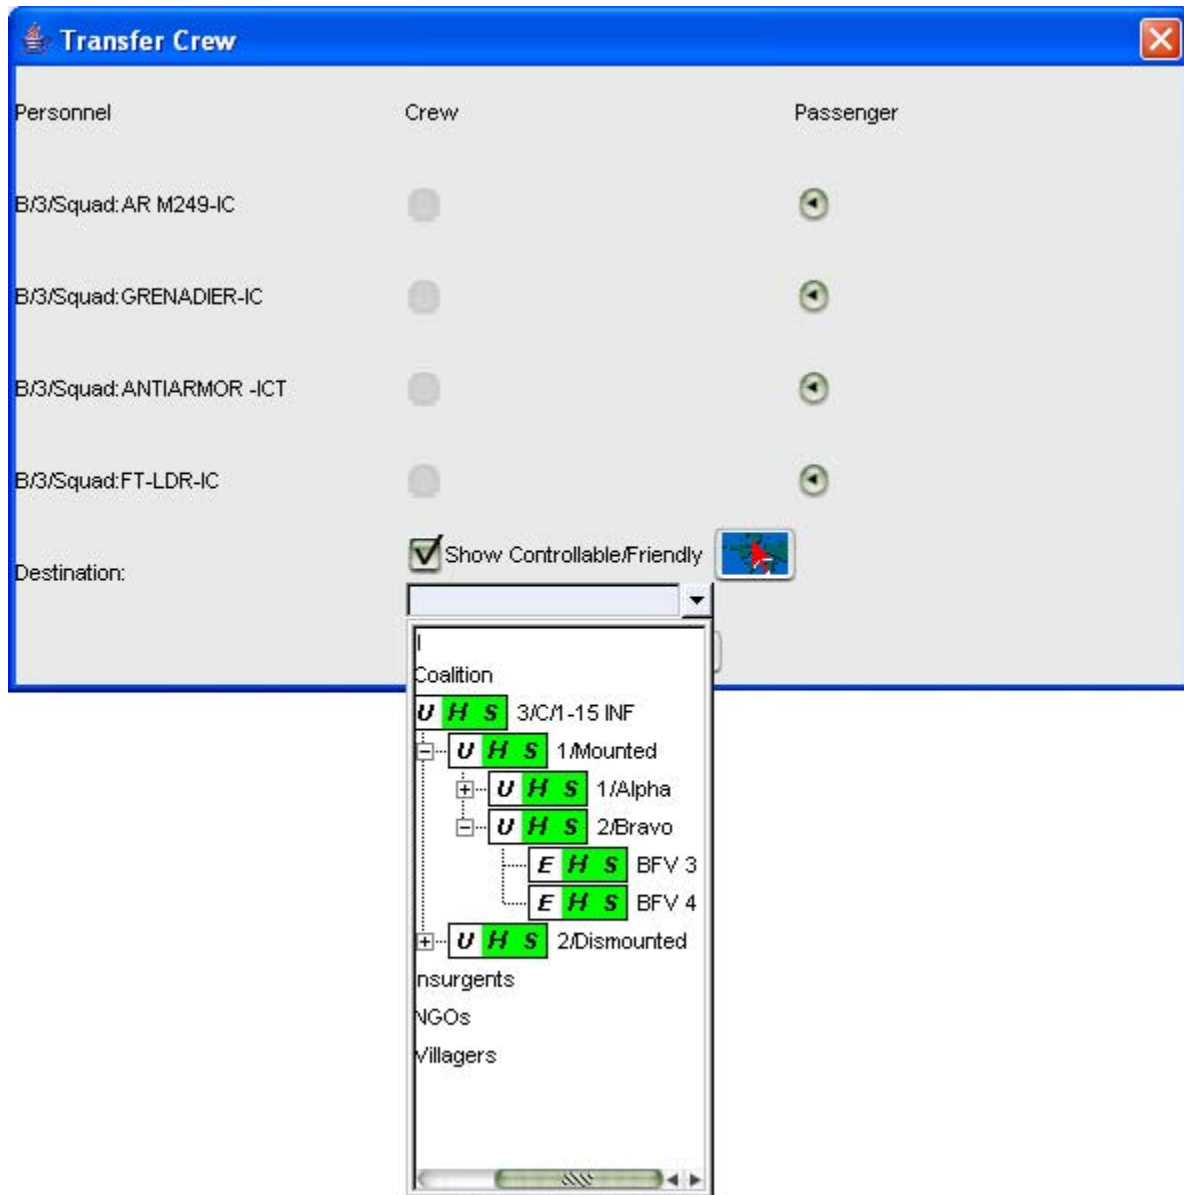 Transfer Crew
Personnel Crew Passenger
B/3/Squad:AR M249-IC
B/3/Squad:GRENADIER-IC
B/3/Squad:ANTIARMOR -ICT
B/3/Squad:FT-LDR-IC
Show Controllable/Friendly
Destination:
Coalition
U H S 3/C/1-15 INF
U H S 1/Mounted
U H S 1/Alpha
U H S 2/Bravo
E H S BFV 3
E H S BFV 4
U H S 2/Dismounted
nsurgents
NGOs
Villagers